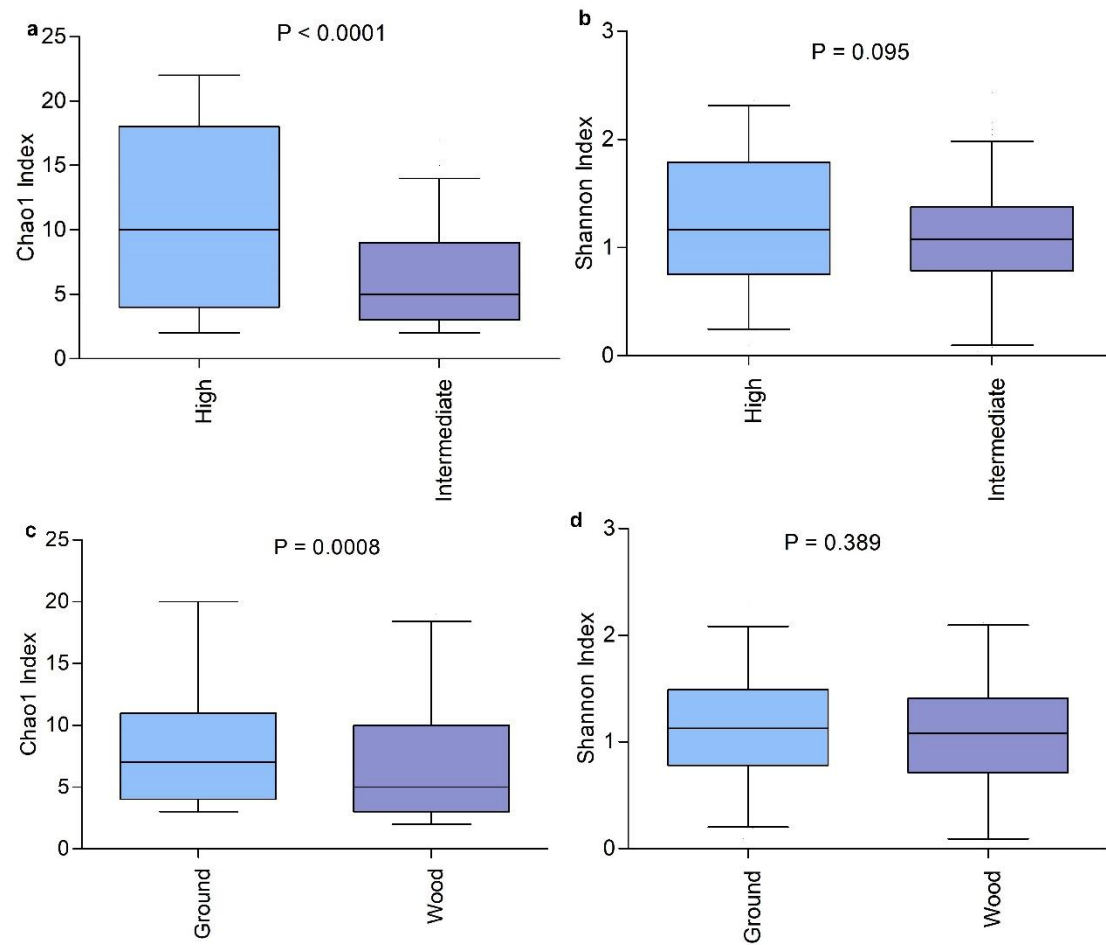 a
P < 0.0001
25
20
15
10
5
0
Chao1 Index
High
Intermediate
b
P = 0.095
3
2
1
0
Shannon Index
High
Intermediate
c
P = 0.0008
25
20
15
10
5
0
Chao1 Index
Ground
Wood
d
P = 0.389
3
2
1
0
Shannon Index
Ground
Wood